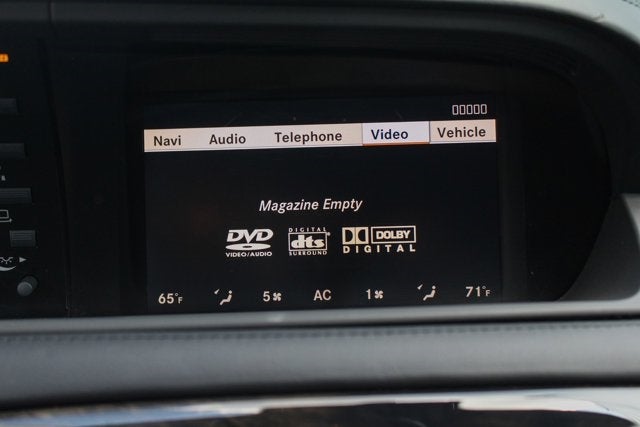 Navi Audio Telephone Video Vehicle
Magazine Empty
DVD
VIDEO/AUDIO
DIGITAL
dts
SURROUND
DOLBY
DIGITAL
65°F 5 AC 1 71°F